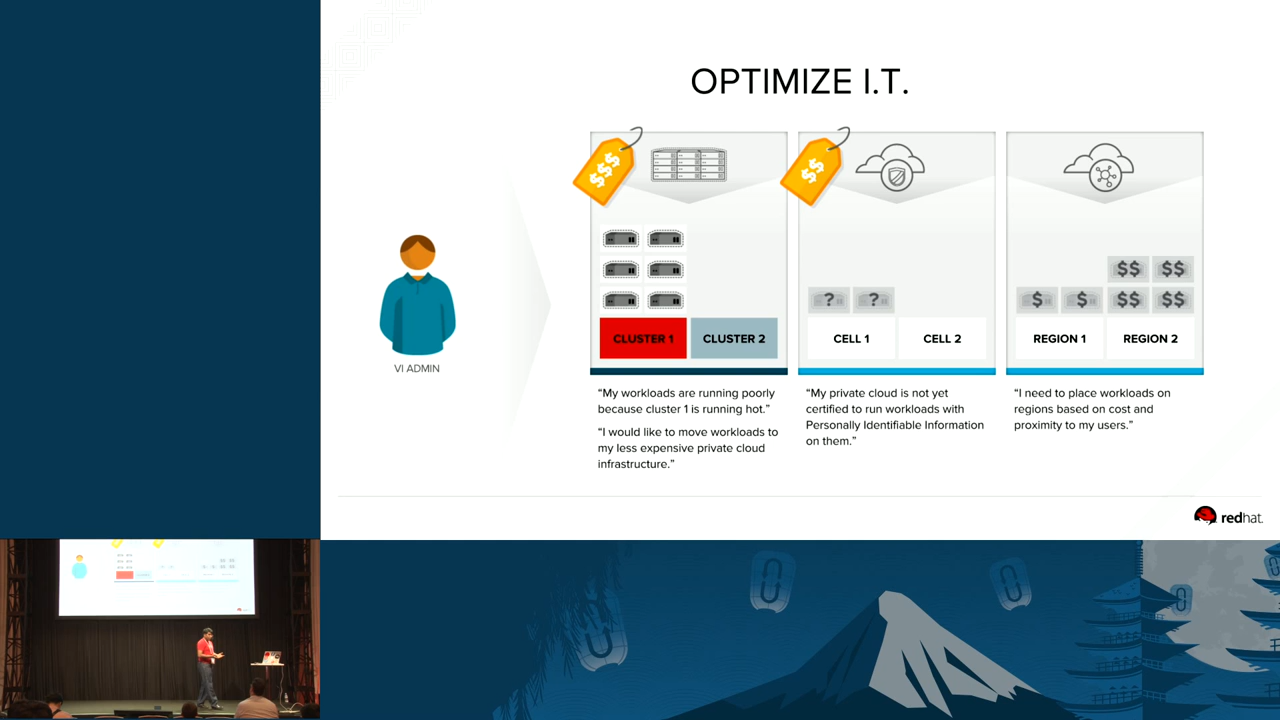 OPTIMIZE I.T.
$$$
$$
? ?
$$ $$
$ $ $$ $$
CLUSTER 1 CLUSTER 2
CELL 1 CELL 2
REGION 1 REGION 2
VI ADMIN
“My workloads are running poorly
because cluster 1 is running hot.”
“I would like to move workloads to
my less expensive private cloud
infrastructure.”
“My private cloud is not yet
certified to run workloads with
Personally Identifiable Information
on them.”
“I need to place workloads on
regions based on cost and
proximity to my users.”
redhat.